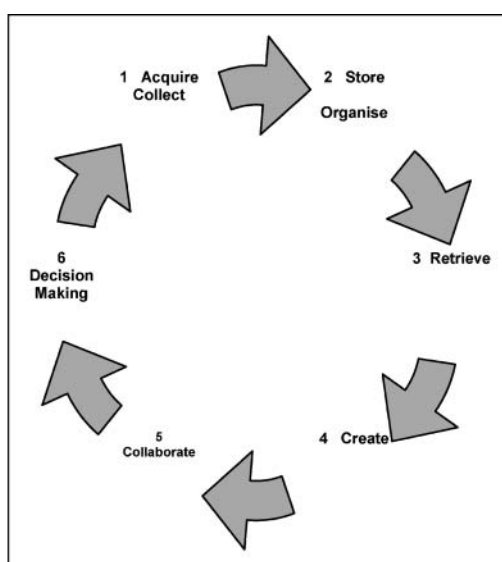 1 Acquire
Collect
2 Store
Organise
3 Retrieve
4 Create
5
Collaborate
6
Decision
Making